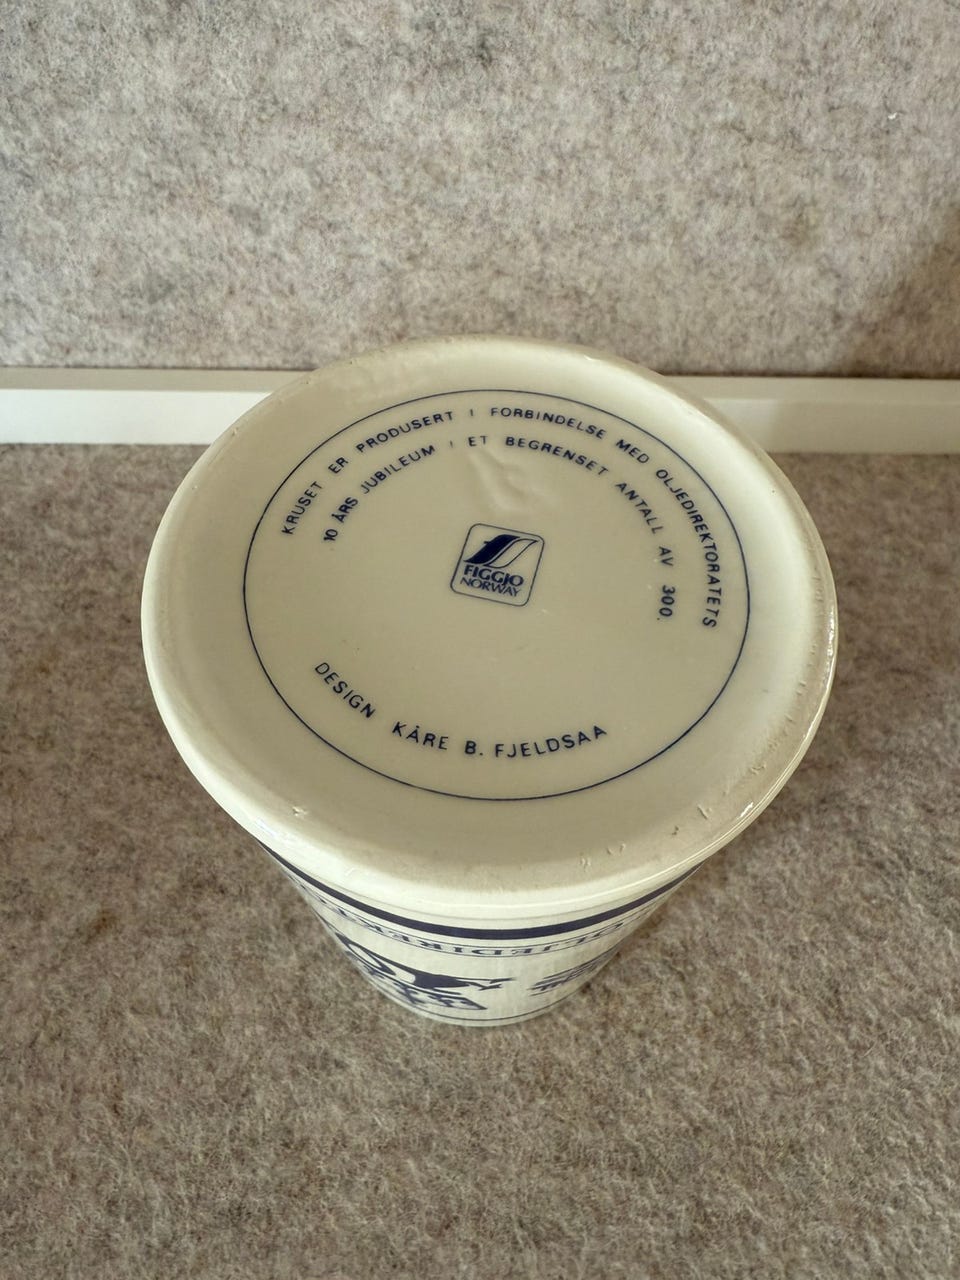 KRUSET ER PRODUSERT I FORBINDELSE MED OLJEDIREKTORATETS
10 ÅRS JUBILEUM I ET BEGRENSET ANTALL AV 300.
FIGGJO
NORWAY
DESIGN KÅRE B. FJELDSAA